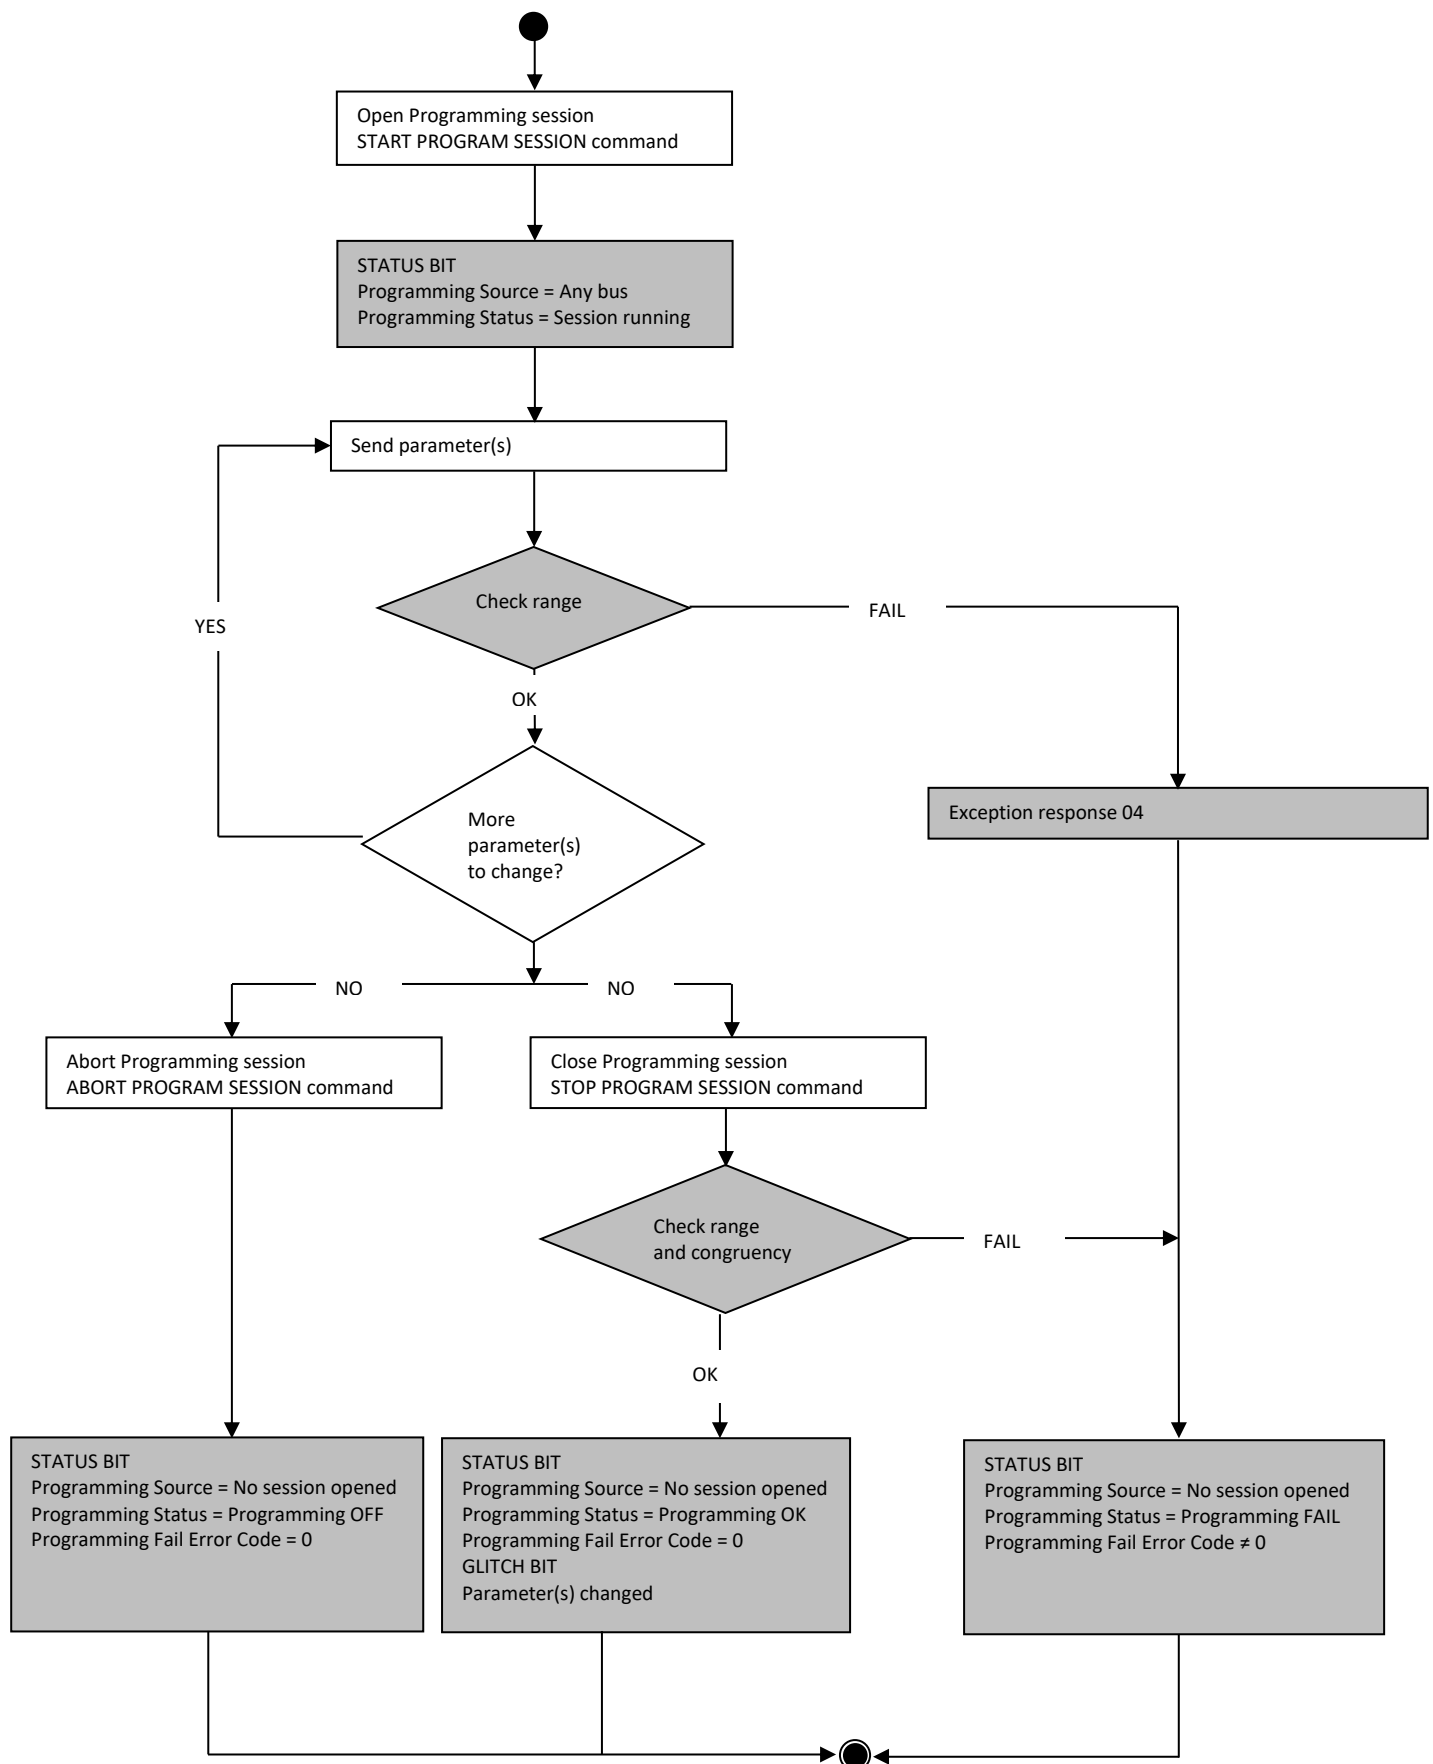 Open Programming session
START PROGRAM SESSION command
STATUS BIT
Programming Source = Any bus
Programming Status = Session running
Send parameter(s)
Check range
FAIL
YES
OK
More
parameter(s)
to change?
Exception response 04
NO
NO
Abort Programming session
ABORT PROGRAM SESSION command
Close Programming session
STOP PROGRAM SESSION command
Check range
and congruency
FAIL
OK
STATUS BIT
Programming Source = No session opened
Programming Status = Programming OFF
Programming Fail Error Code = 0
STATUS BIT
Programming Source = No session opened
Programming Status = Programming OK
Programming Fail Error Code = 0
GLITCH BIT
Parameter(s) changed
STATUS BIT
Programming Source = No session opened
Programming Status = Programming FAIL
Programming Fail Error Code ≠ 0